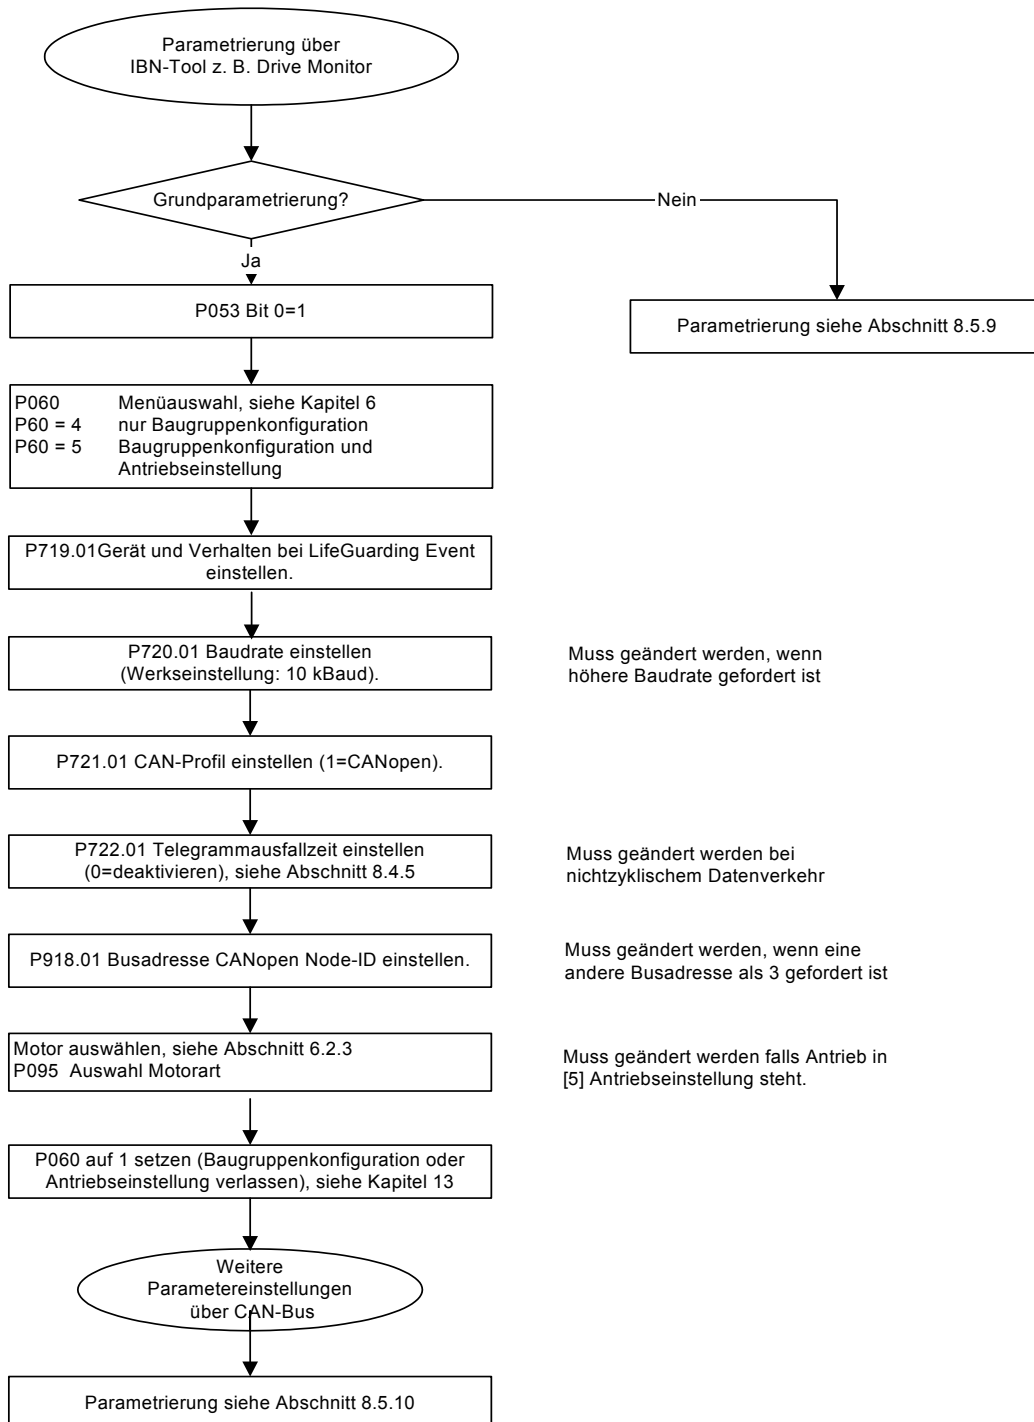 Parametrierung über
IBN-Tool z. B. Drive Monitor
Grundparametrierung?
Nein
Ja
P053 Bit 0=1
Parametrierung siehe Abschnitt 8.5.9
P060 Menüauswahl, siehe Kapitel 6
P60 = 4 nur Baugruppenkonfiguration
P60 = 5 Baugruppenkonfiguration und
Antriebseinstellung
P719.01Gerät und Verhalten bei LifeGuarding Event
einstellen.
P720.01 Baudrate einstellen
(Werkseinstellung: 10 kBaud).
Muss geändert werden, wenn
höhere Baudrate gefordert ist
P721.01 CAN-Profil einstellen (1=CANopen).
P722.01 Telegrammausfallzeit einstellen
(0=deaktivieren), siehe Abschnitt 8.4.5
Muss geändert werden bei
nichtzyklischem Datenverkehr
P918.01 Busadresse CANopen Node-ID einstellen.
Muss geändert werden, wenn eine
andere Busadresse als 3 gefordert ist
Motor auswählen, siehe Abschnitt 6.2.3
P095 Auswahl Motorart
Muss geändert werden falls Antrieb in
[5] Antriebseinstellung steht.
P060 auf 1 setzen (Baugruppenkonfiguration oder
Antriebseinstellung verlassen), siehe Kapitel 13
Weitere
Parametereinstellungen
über CAN-Bus
Parametrierung siehe Abschnitt 8.5.10